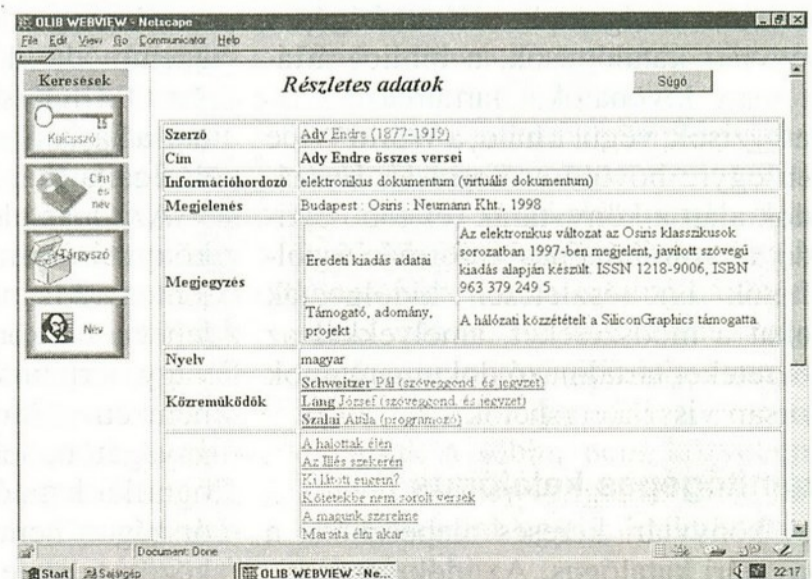 OLIB WEBVIEW - Netscape
File Edit View Go Communicator Help
Keresések
Kulcsszó
Cím és név
Tárgyszó
Név
Részletes adatok
Súgó
Szerző Ady Endre (1877-1919)
Cím Ady Endre összes versei
Információhordozó elektronikus dokumentum (virtuális dokumentum)
Megjelenés Budapest : Osiris : Neumann Kht., 1998
Megjegyzés
Eredeti kiadás adatai
Az elektronikus változat az Osiris klasszikusok
sorozatban 1997-ben megjelent, javított szövegű
kiadás alapján készült. ISSN 1218-9006, ISBN
963 379 249 5
Támogató, adomány,
projekt
A hálózati közzétételt a SiliconGraphics támogatta.
Nyelv magyar
Közreműködők
Schweitzer Pál (szöveggond. és jegyzet)
Lang József (szöveggond. és jegyzet)
Szalai Attila (programozó)
A halottak élén
Az Illés szekerén
Ki látott engem?
Kötetekbe nem sorolt versek
A magunk szerelme
Margita élni akar
Document: Done
Start Sajátgép OLIB WEBVIEW - Ne... 22:17